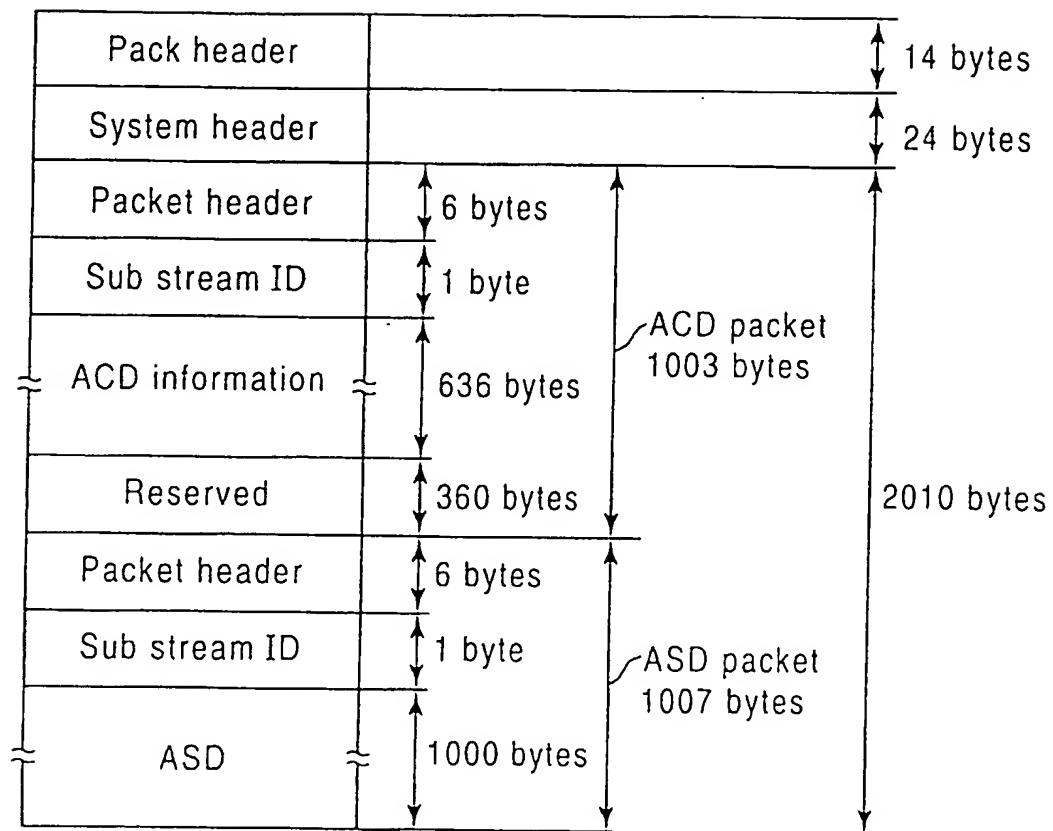 Pack header
14 bytes
System header
24 bytes
Packet header
6 bytes
Sub stream ID
1 byte
ACD information
636 bytes
ACD packet
1003 bytes
Reserved
360 bytes
2010 bytes
Packet header
6 bytes
Sub stream ID
1 byte
ASD packet
1007 bytes
ASD
1000 bytes